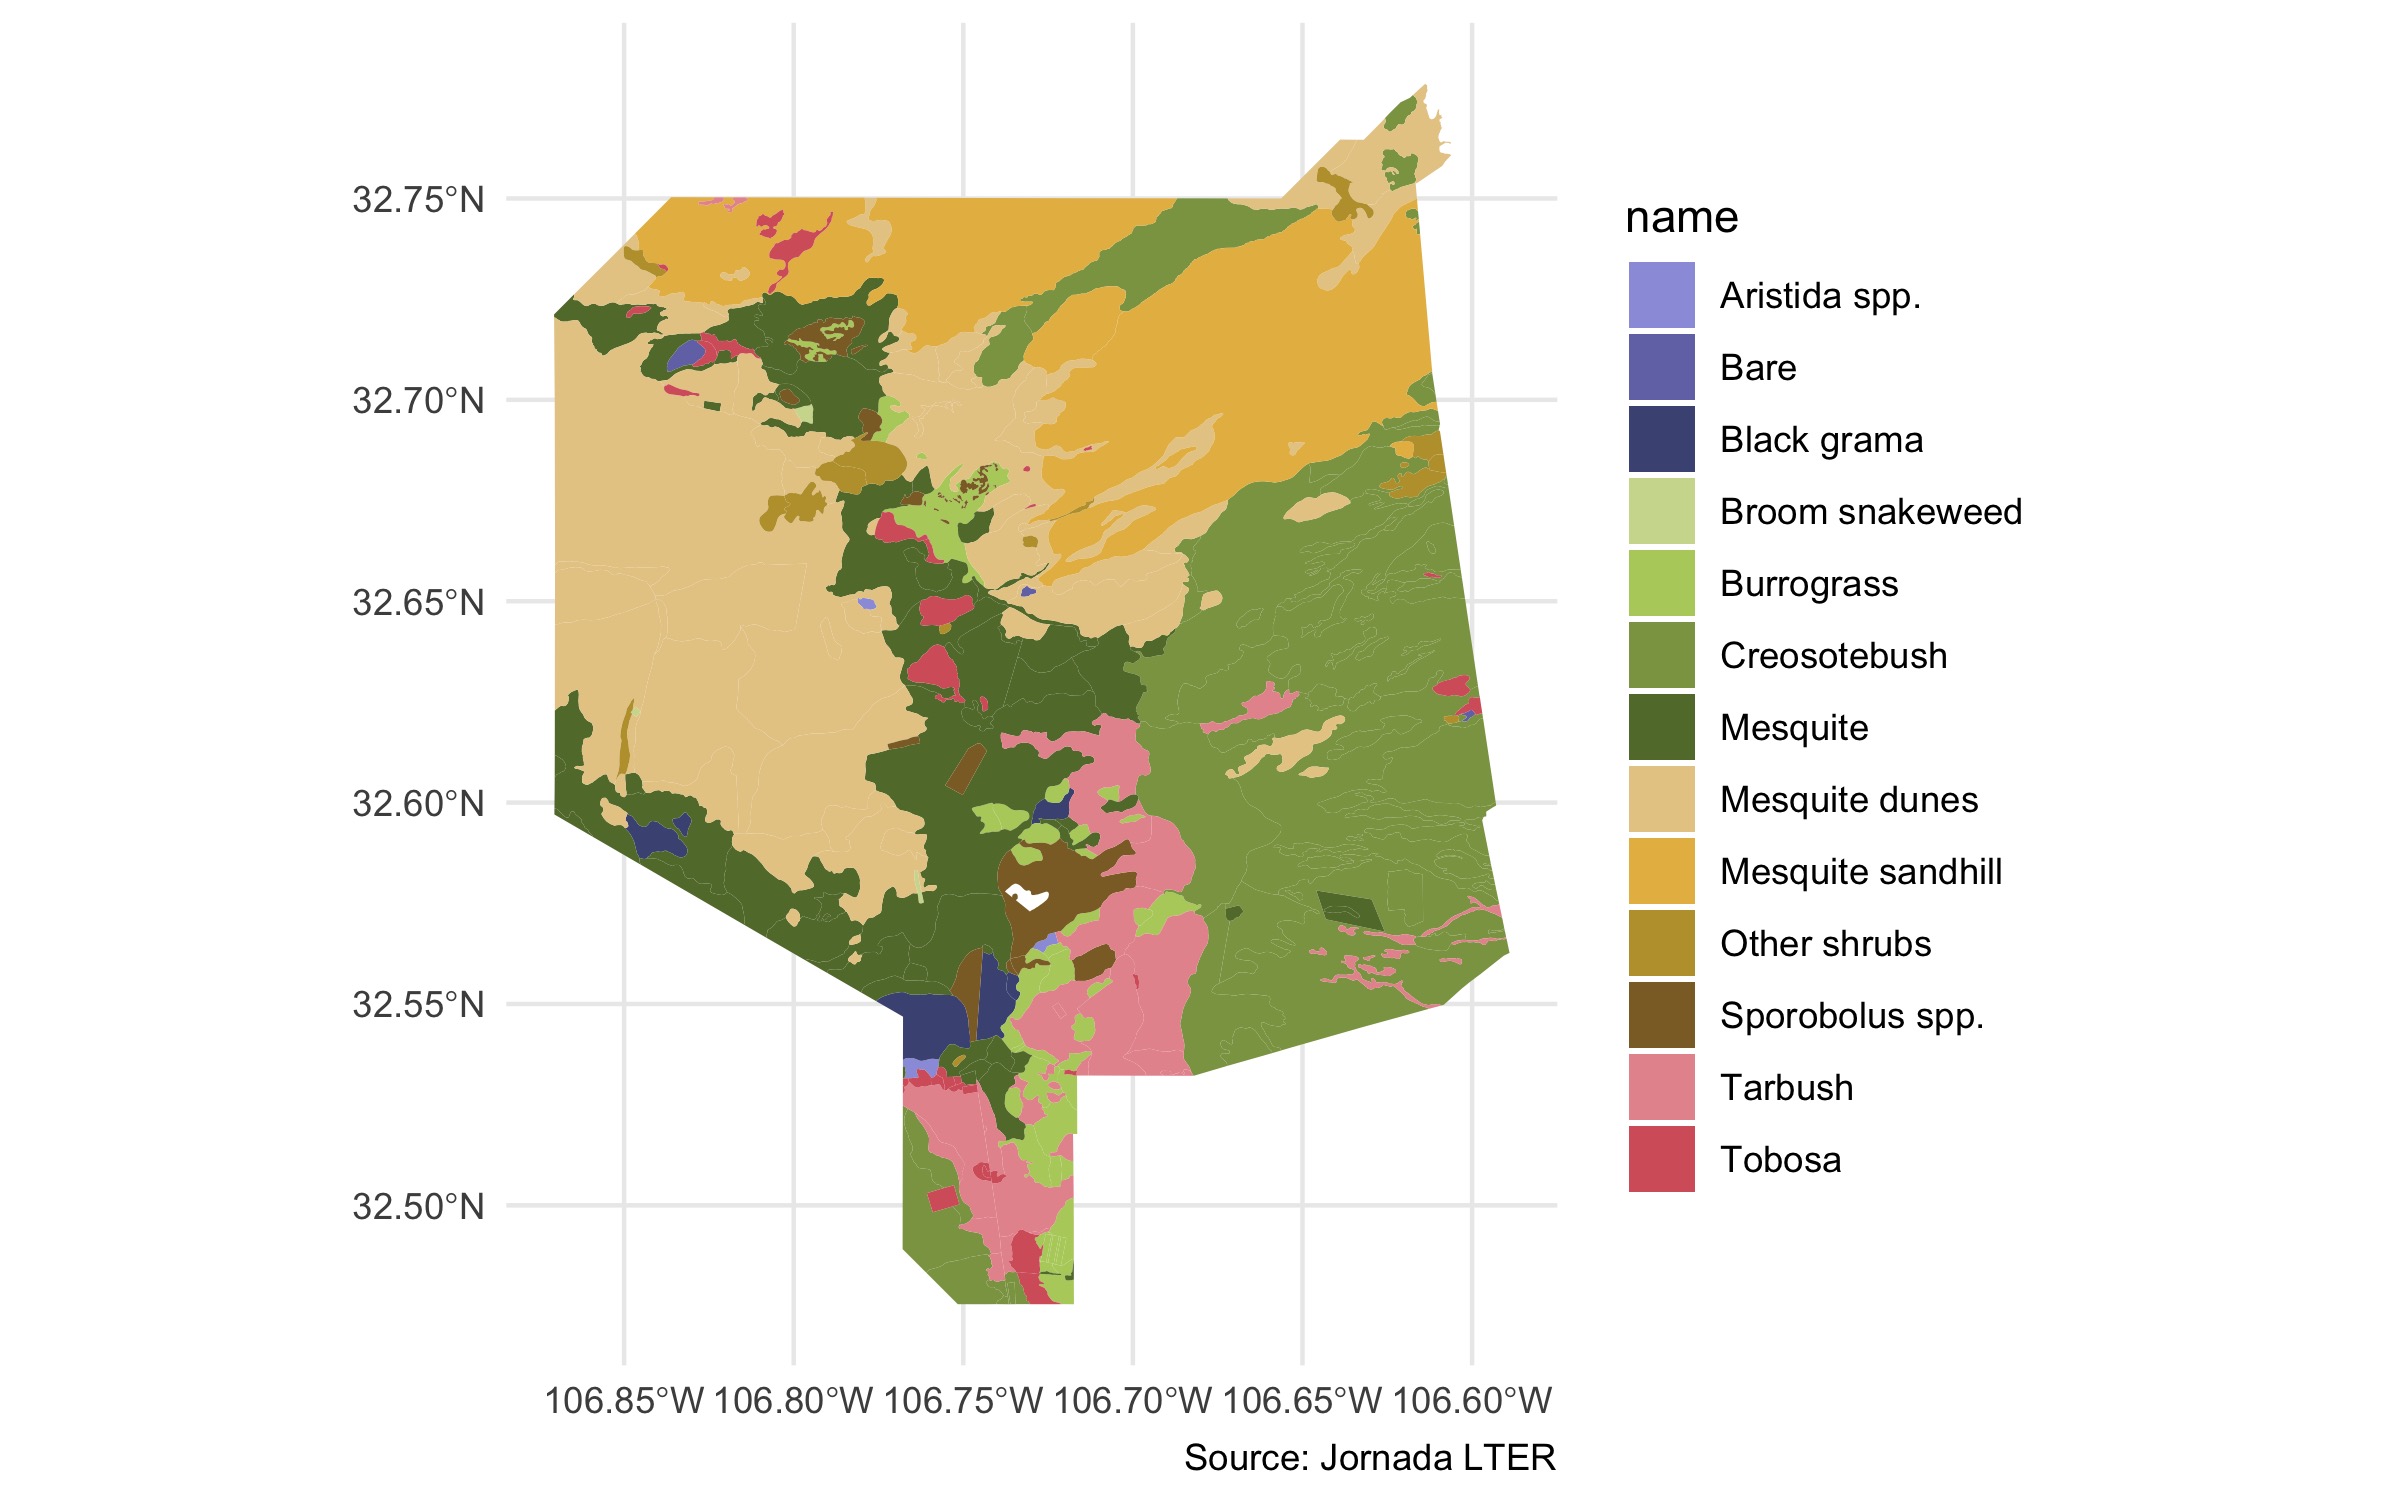 32.75°N
32.70°N
32.65°N
32.60°N
32.55°N
32.50°N
106.85°W 106.80°W 106.75°W 106.70°W 106.65°W 106.60°W
Source: Jornada LTER
name
Aristida spp.
Bare
Black grama
Broom snakeweed
Burrograss
Creosotebush
Mesquite
Mesquite dunes
Mesquite sandhill
Other shrubs
Sporobolus spp.
Tarbush
Tobosa